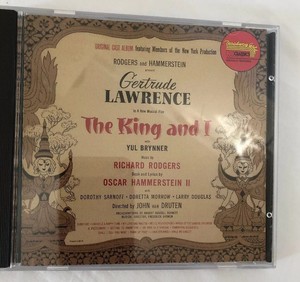 ORIGINAL CAST ALBUM featuring Members of the New York Production
RODGERS and HAMMERSTEIN
present
Gertrude
LAWRENCE
in A New Musical Play
The King and I
with
YUL BRYNNER
Music by
RICHARD RODGERS
Book and Lyrics by
OSCAR HAMMERSTEIN II
with
DOROTHY SARNOFF · DORETTA MORROW · LARRY DOUGLAS
Directed by JOHN van DRUTEN